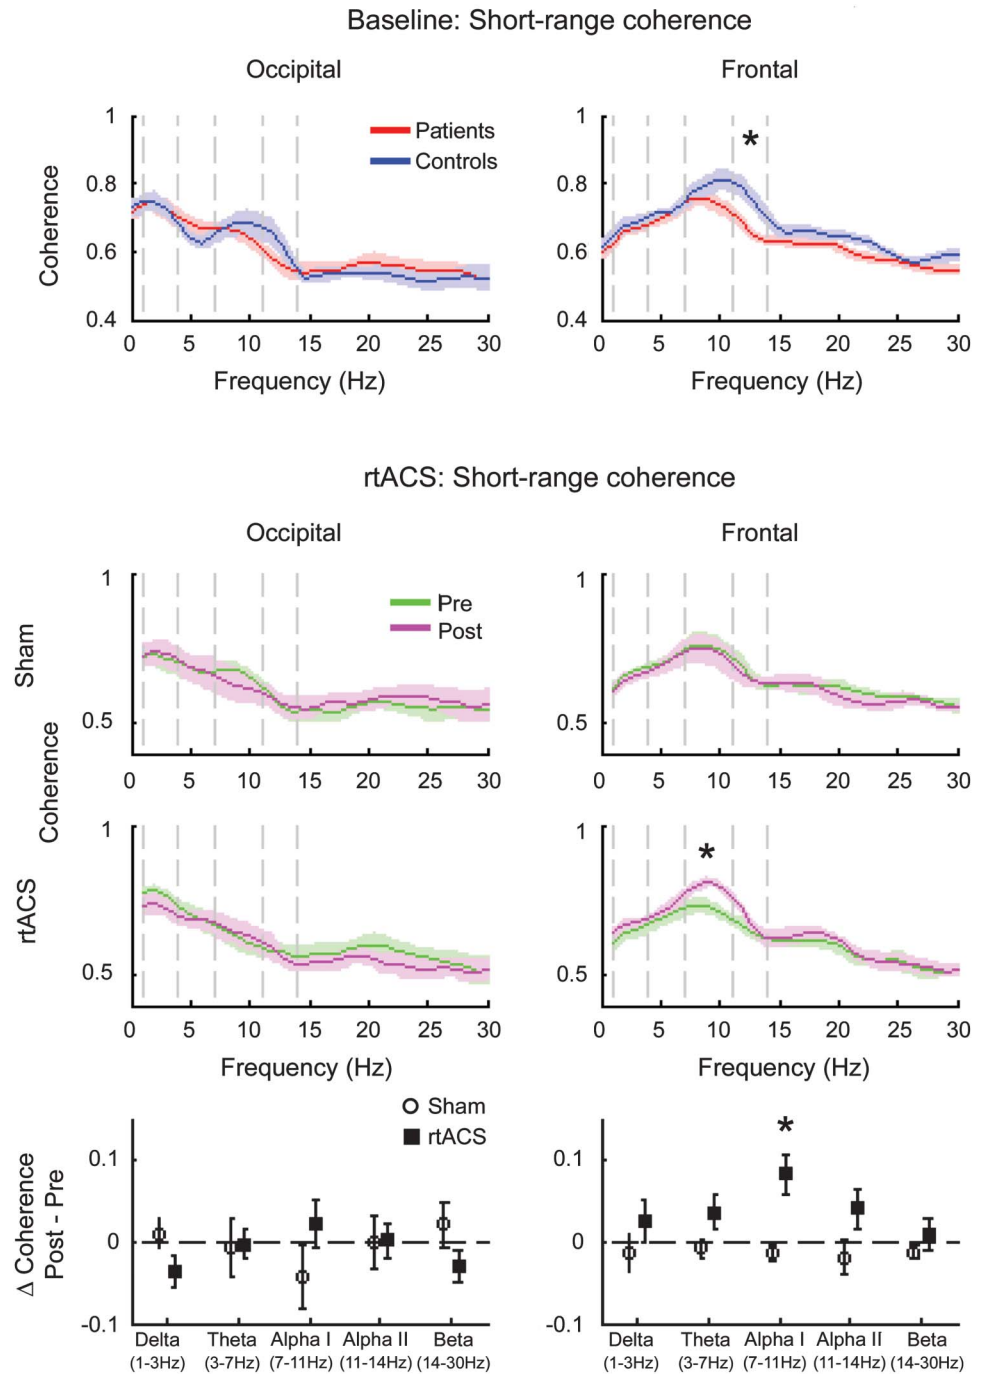 Baseline: Short-range coherence
Occipital
Frontal
Coherence
1
0.8
0.6
0.4
Patients
Controls
*
1
0.8
0.6
0.4
0 5 10 15 20 25 30
0 5 10 15 20 25 30
Frequency (Hz)
Frequency (Hz)
rtACS: Short-range coherence
Occipital
Frontal
Sham
Coherence
rtACS
1
0.5
Pre
Post
1
0.5
0 5 10 15 20 25 30
0 5 10 15 20 25 30
1
0.5
*
1
0.5
0 5 10 15 20 25 30
0 5 10 15 20 25 30
Frequency (Hz)
Frequency (Hz)
Δ Coherence
Post - Pre
Sham
rtACS
*
0.1
0
-0.1
0.1
0
-0.1
Delta Theta Alpha I Alpha II Beta
(1-3Hz) (3-7Hz) (7-11Hz) (11-14Hz) (14-30Hz)
Delta Theta Alpha I Alpha II Beta
(1-3Hz) (3-7Hz) (7-11Hz) (11-14Hz) (14-30Hz)